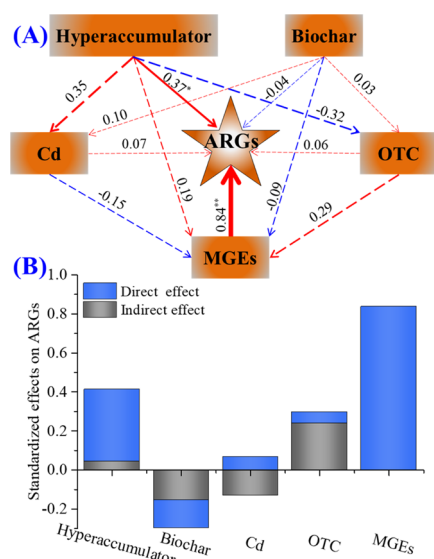 (A)
Hyperaccumulator
Biochar
0.35
0.37*
-0.04
0.03
0.10
-0.32
ARGs
Cd
0.07
0.06
OTC
0.19
-0.09
-0.15
0.84**
0.29
MGEs
(B)
1.0
0.8
0.6
0.4
0.2
0.0
-0.2
Standardized effects on ARGs
Direct effect
Indirect effect
Hyperaccumulator
Biochar
Cd
OTC
MGEs